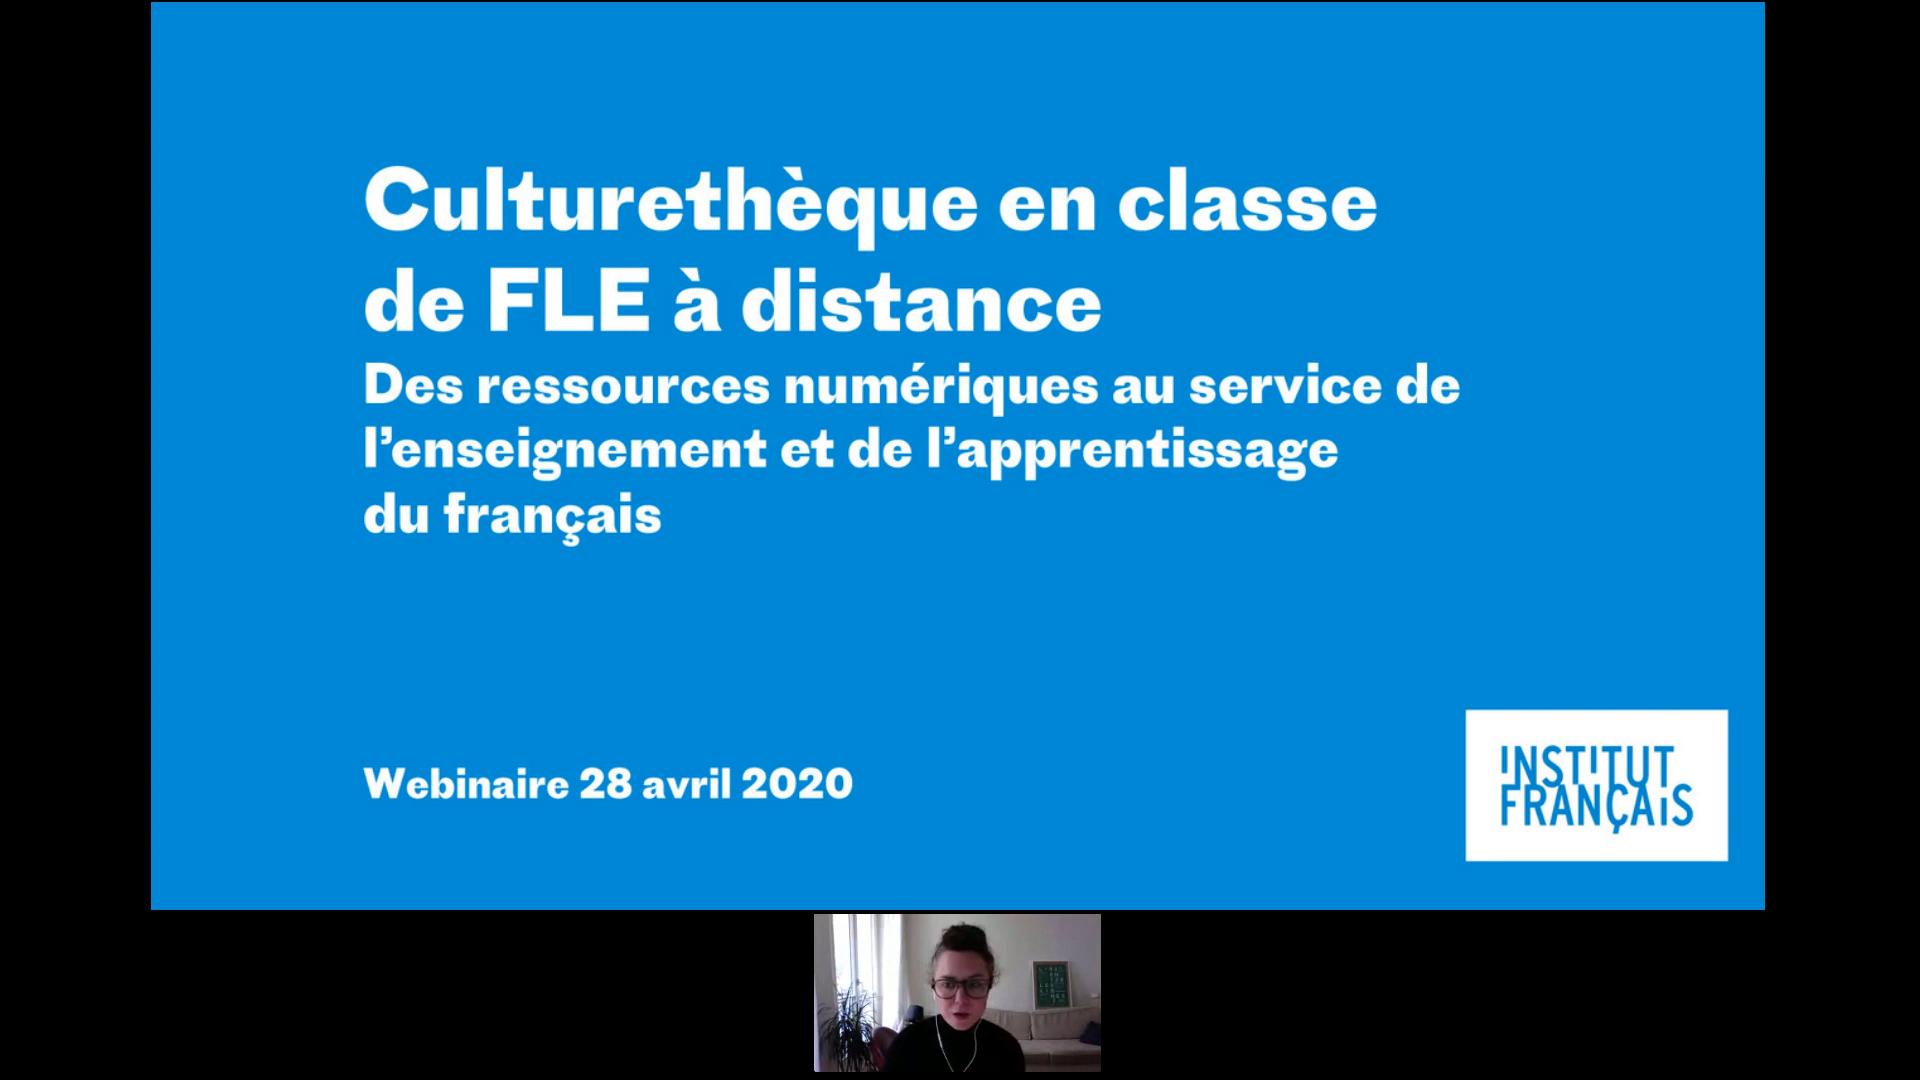 Culturethèque en classe
de FLE à distance
Des ressources numériques au service de
l’enseignement et de l’apprentissage
du français
Webinaire 28 avril 2020
INSTITUT
FRANÇAIS